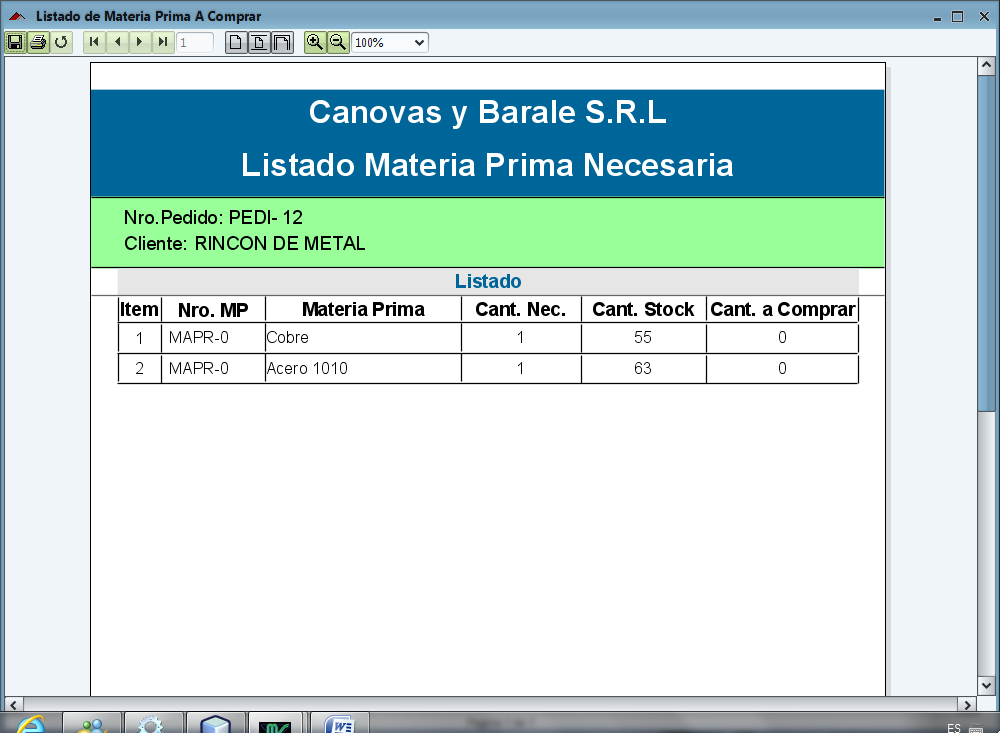 Listado de Materia Prima A Comprar
1 100%
Canovas y Barale S.R.L
Listado Materia Prima Necesaria
Nro.Pedido: PEDI- 12
Cliente: RINCON DE METAL
Listado
Item Nro. MP Materia Prima Cant. Nec. Cant. Stock Cant. a Comprar
1 MAPR-0 Cobre 1 55 0
2 MAPR-0 Acero 1010 1 63 0
ES